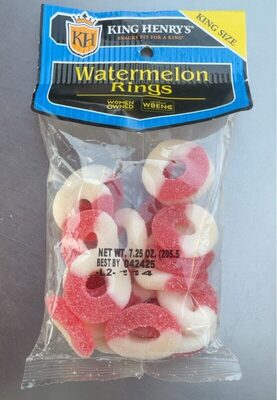 KING HENRY'S®
SNACKS FIT FOR A KING®
KH
KING SIZE
Watermelon
Rings
WOMEN
OWNED
WBENC
NET WT. 7.25 OZ. (205.5
BEST BY 042425
-L2-